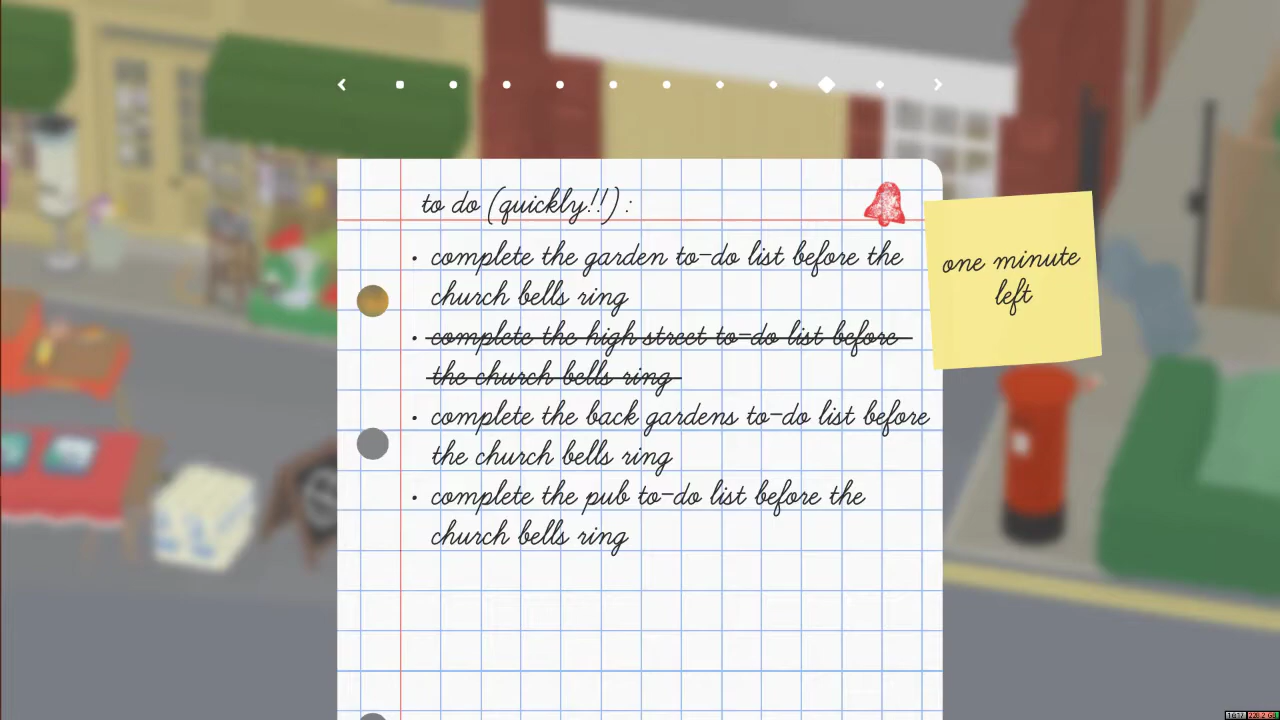 to do (quickly!!) :
• complete the garden to-do list before the
church bells ring
• complete the high street to-do list before
the church bells ring
• complete the back gardens to-do list before
the church bells ring
• complete the pub to-do list before the
church bells ring
one minute
left